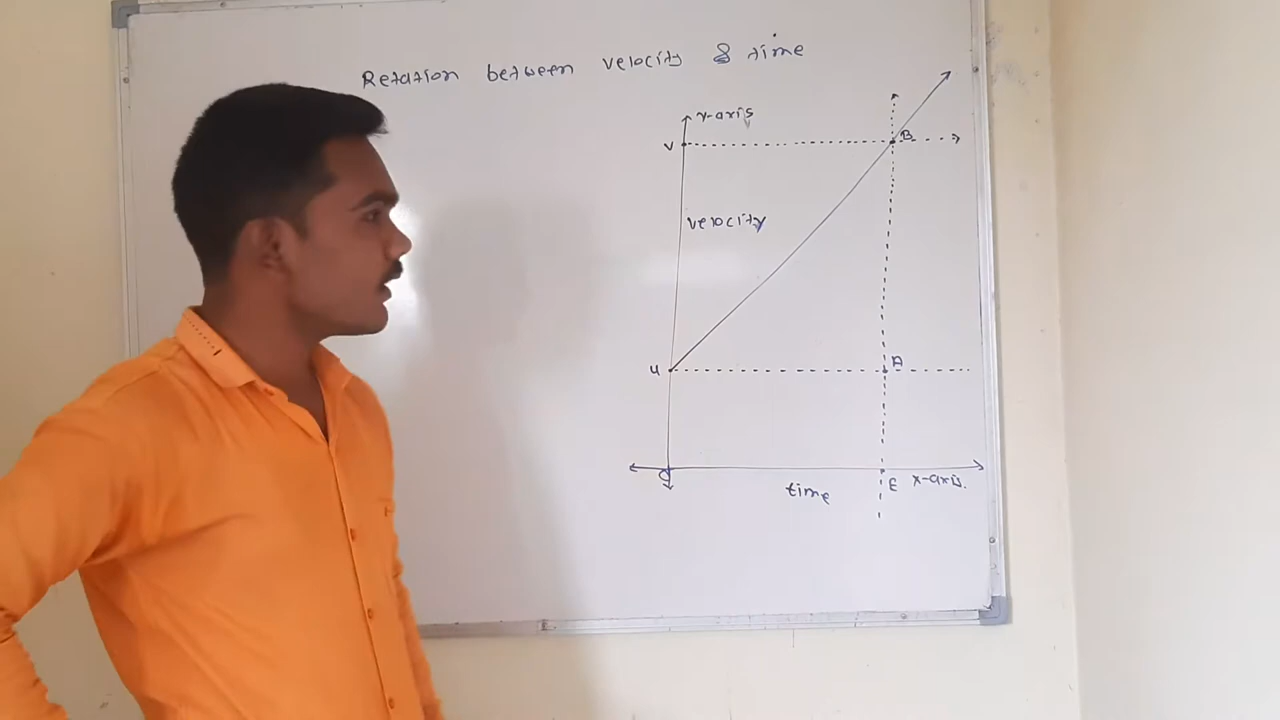 Relation between velocity & time
Y-axis
V
B
velocity
U
A
O
time
E
X-axis.